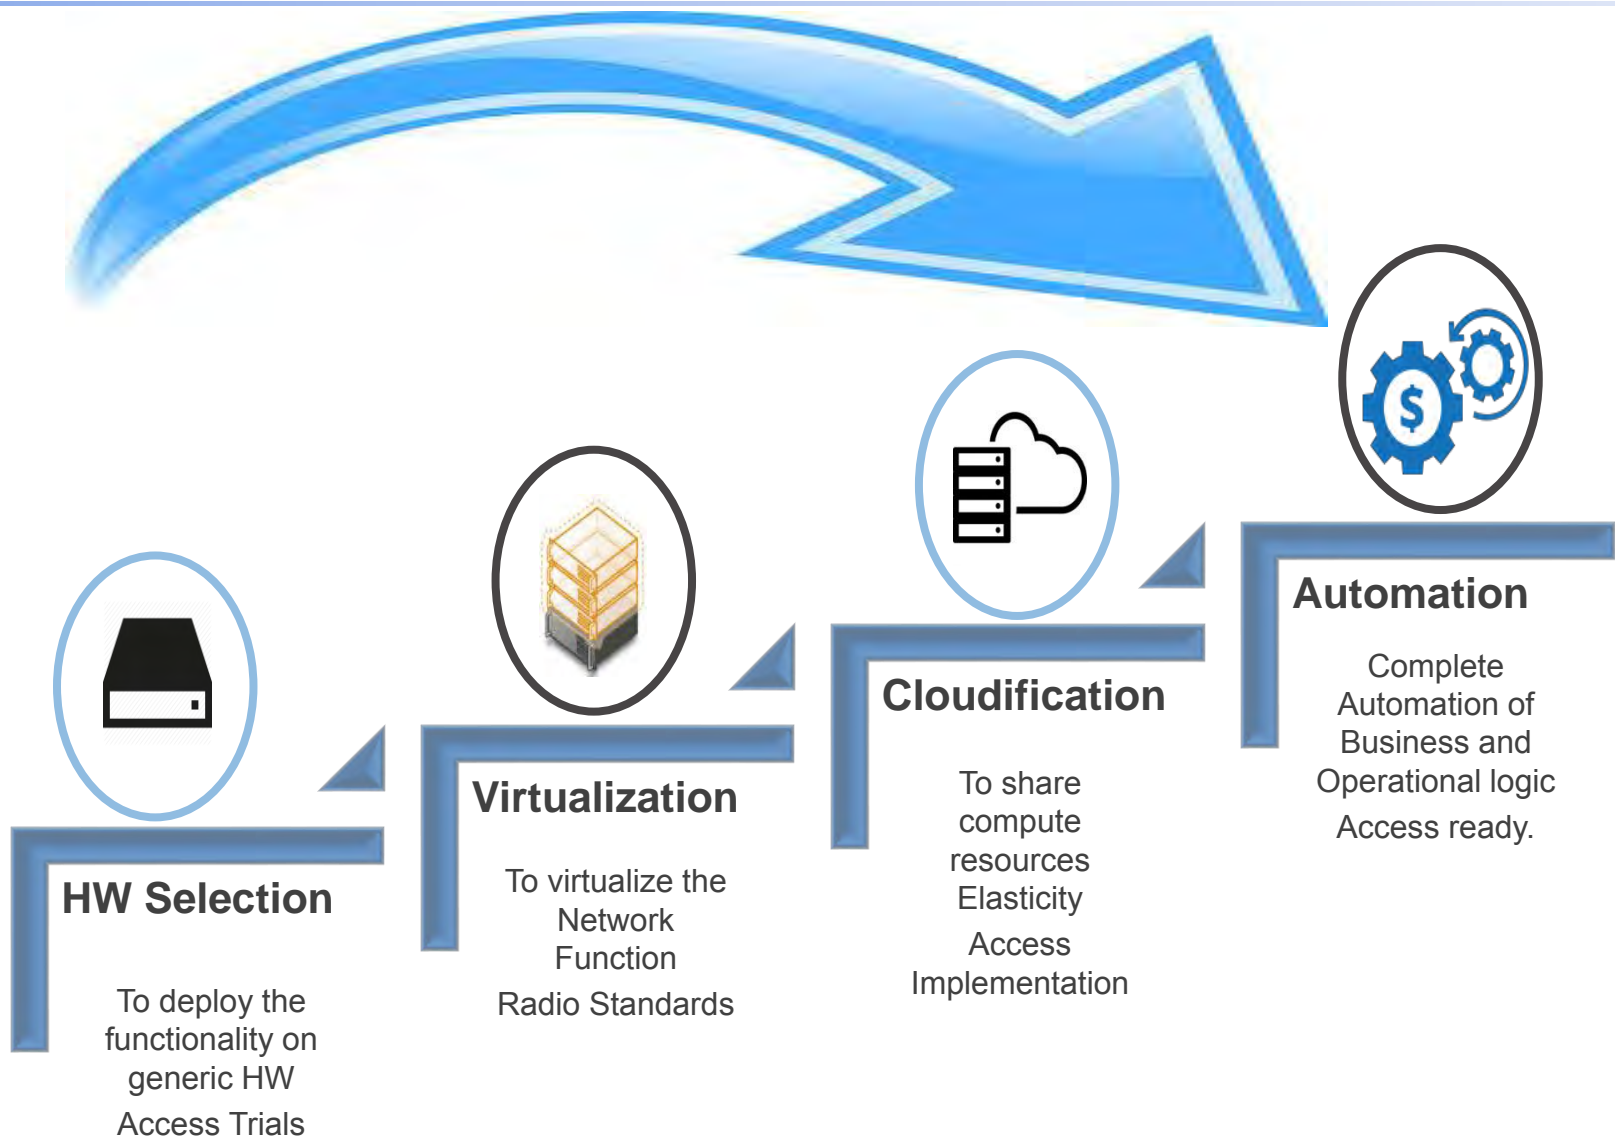 HW Selection
To deploy the
functionality on
generic HW
Access Trials
Virtualization
To virtualize the
Network
Function
Radio Standards
Cloudification
To share
compute
resources
Elasticity
Access
Implementation
$
Automation
Complete
Automation of
Business and
Operational logic
Access ready.